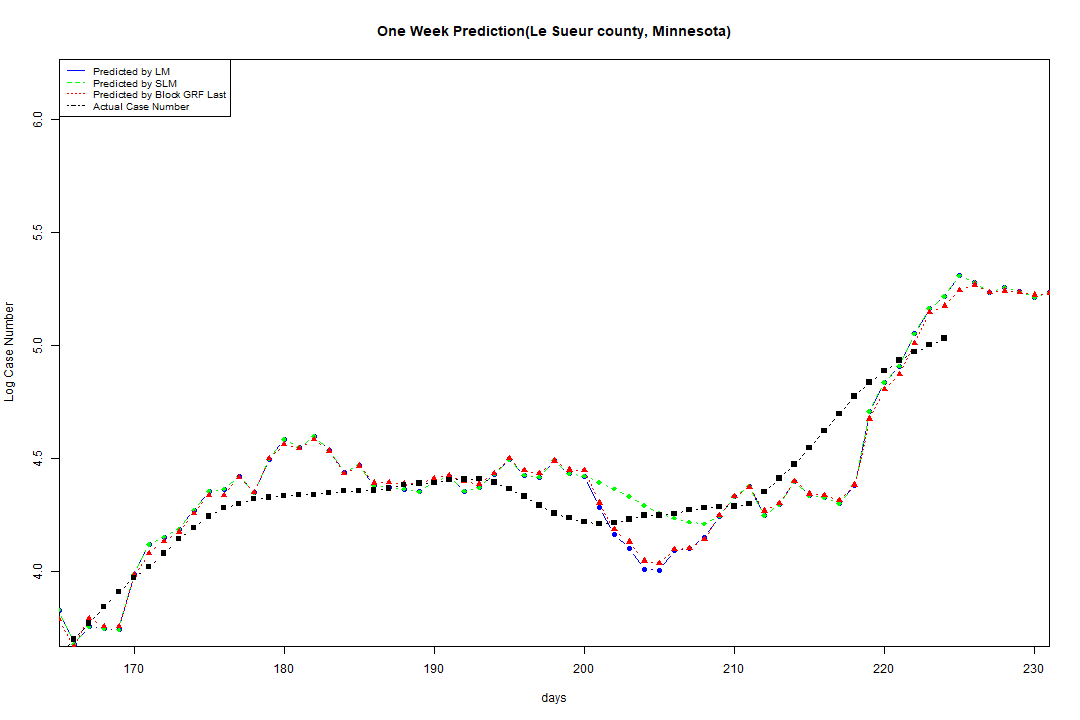 One Week Prediction(Le Sueur county, Minnesota)
Predicted by LM
Predicted by SLM
Predicted by Block GRF Last
Actual Case Number
6.0
5.5
5.0
4.5
4.0
Log Case Number
170 180 190 200 210 220 230
days